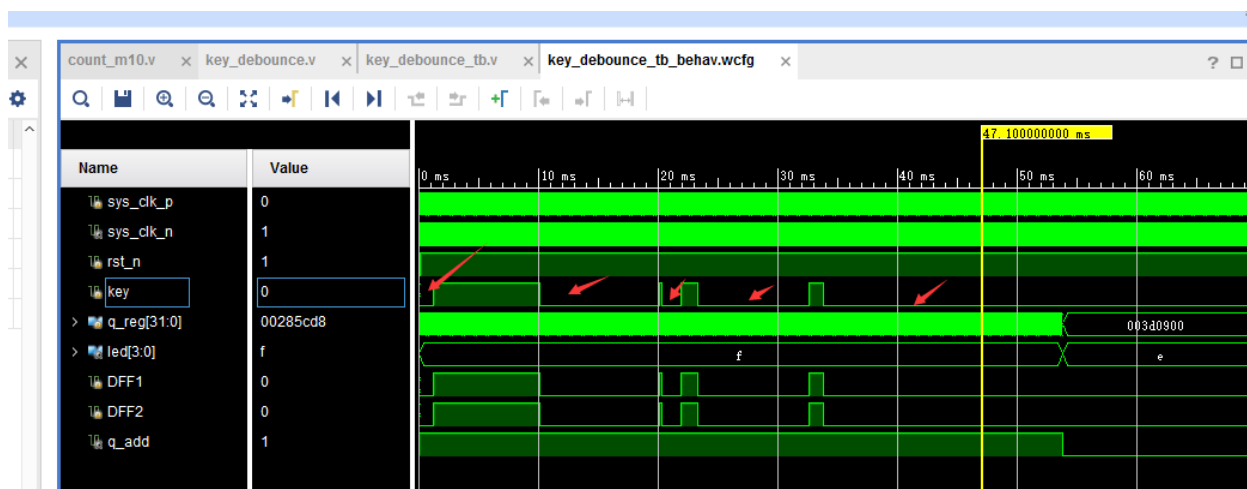 count_m10.v × key_debounce.v × key_debounce_tb.v × key_debounce_tb_behav.wcfg × ?
47.100000000 ms
Name Value
0 ms 10 ms 20 ms 30 ms 40 ms 50 ms 60 ms
sys_clk_p 0
sys_clk_n 1
rst_n 1
key 0
q_reg[31:0] 00285cd8 003d0900
led[3:0] f f e
DFF1 0
DFF2 0
q_add 1